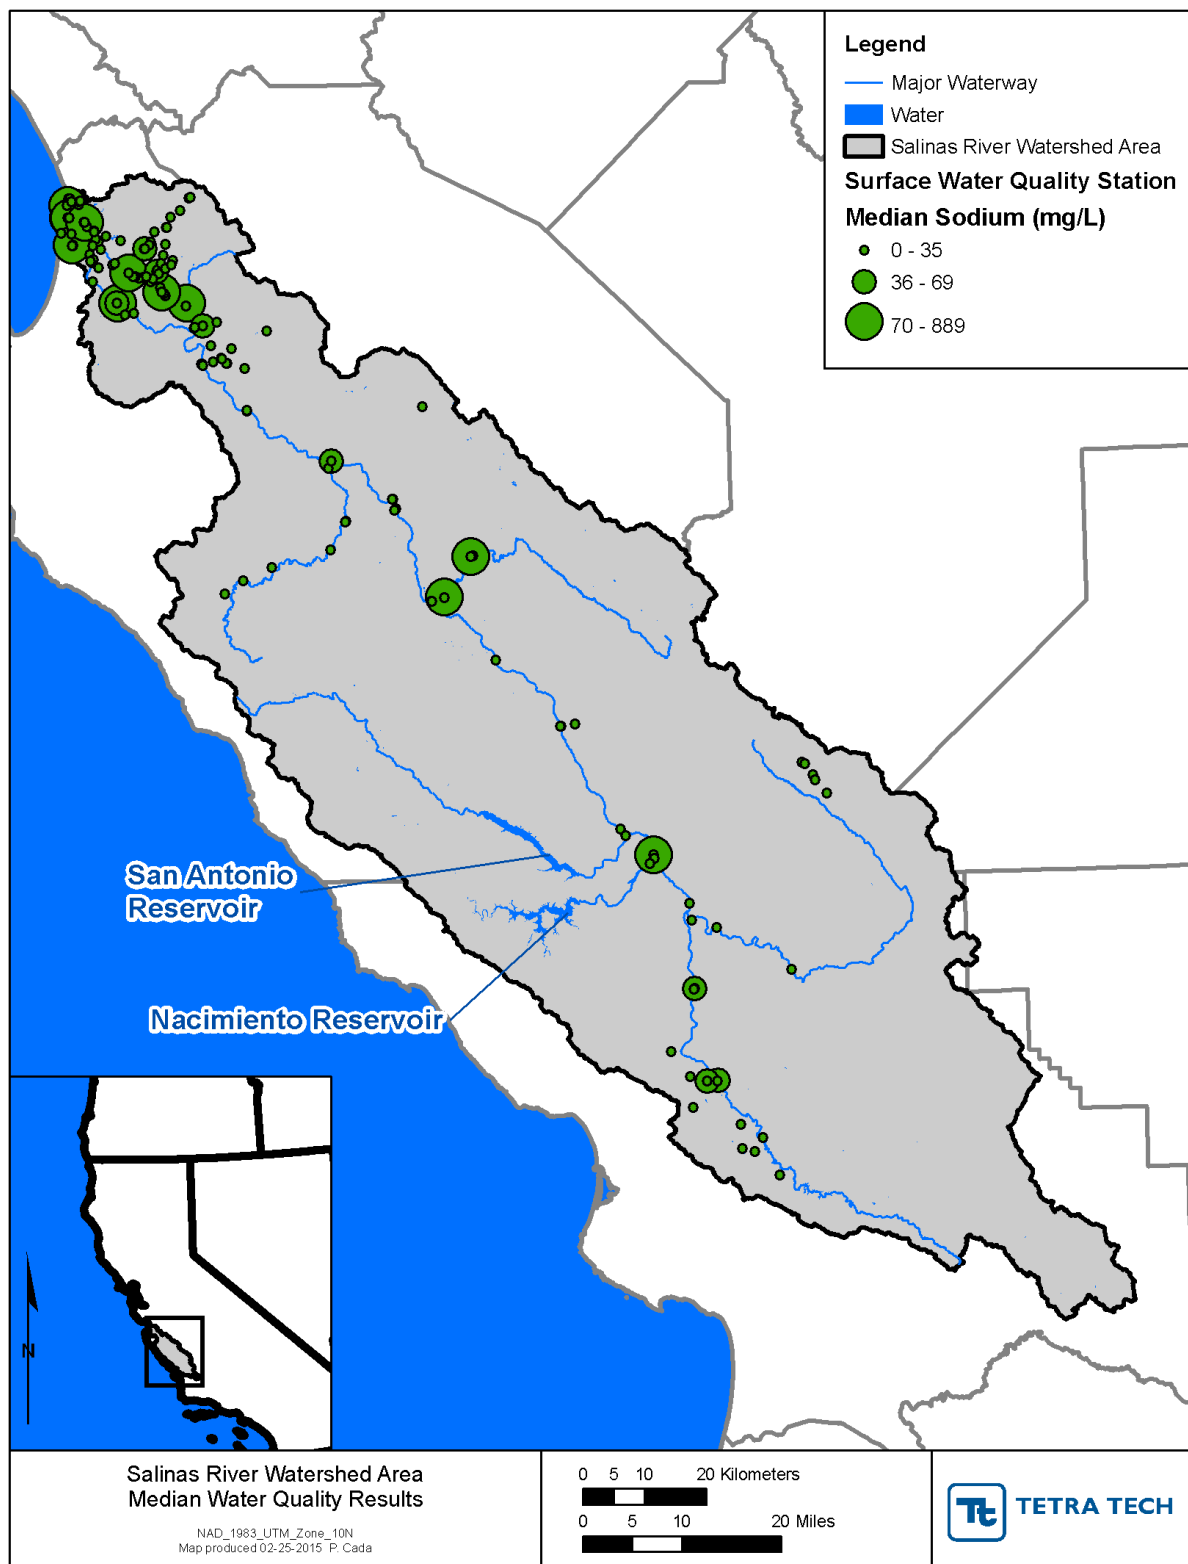 Legend
Major Waterway
Water
Salinas River Watershed Area
Surface Water Quality Station
Median Sodium (mg/L)
0 - 35
36 - 69
70 - 889
San Antonio
Reservoir
Nacimiento Reservoir
N
Salinas River Watershed Area
Median Water Quality Results
NAD_1983_UTM_Zone_10N
Map produced 02-25-2015 P. Cada
0 5 10 20 Kilometers
0 5 10 20 Miles
Tt TETRA TECH